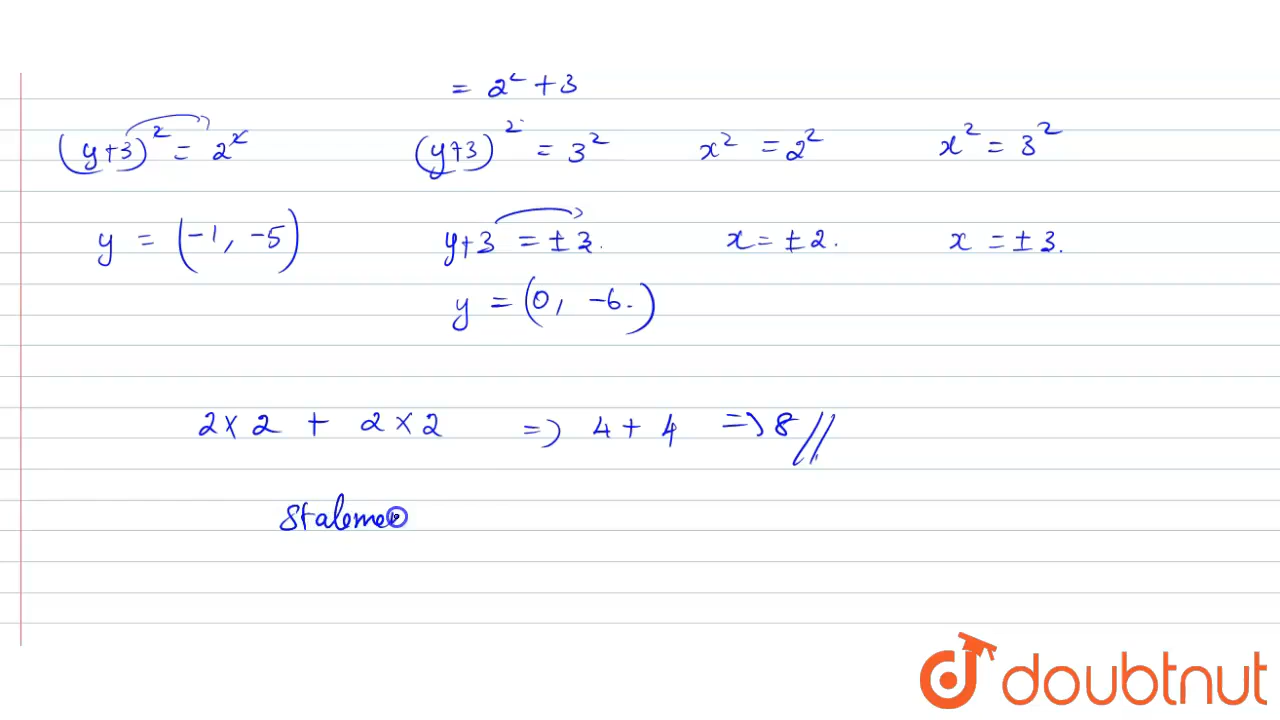 = 2² + 3
(y+3)² = 2² (y+3)² = 3² x² = 2² x² = 3²
y = (-1, -5) y+3 = ±3. x = ±2. x = ±3.
y = (0, -6.)
2×2 + 2×2 => 4+4 => 8//
Stateme
doubtnut